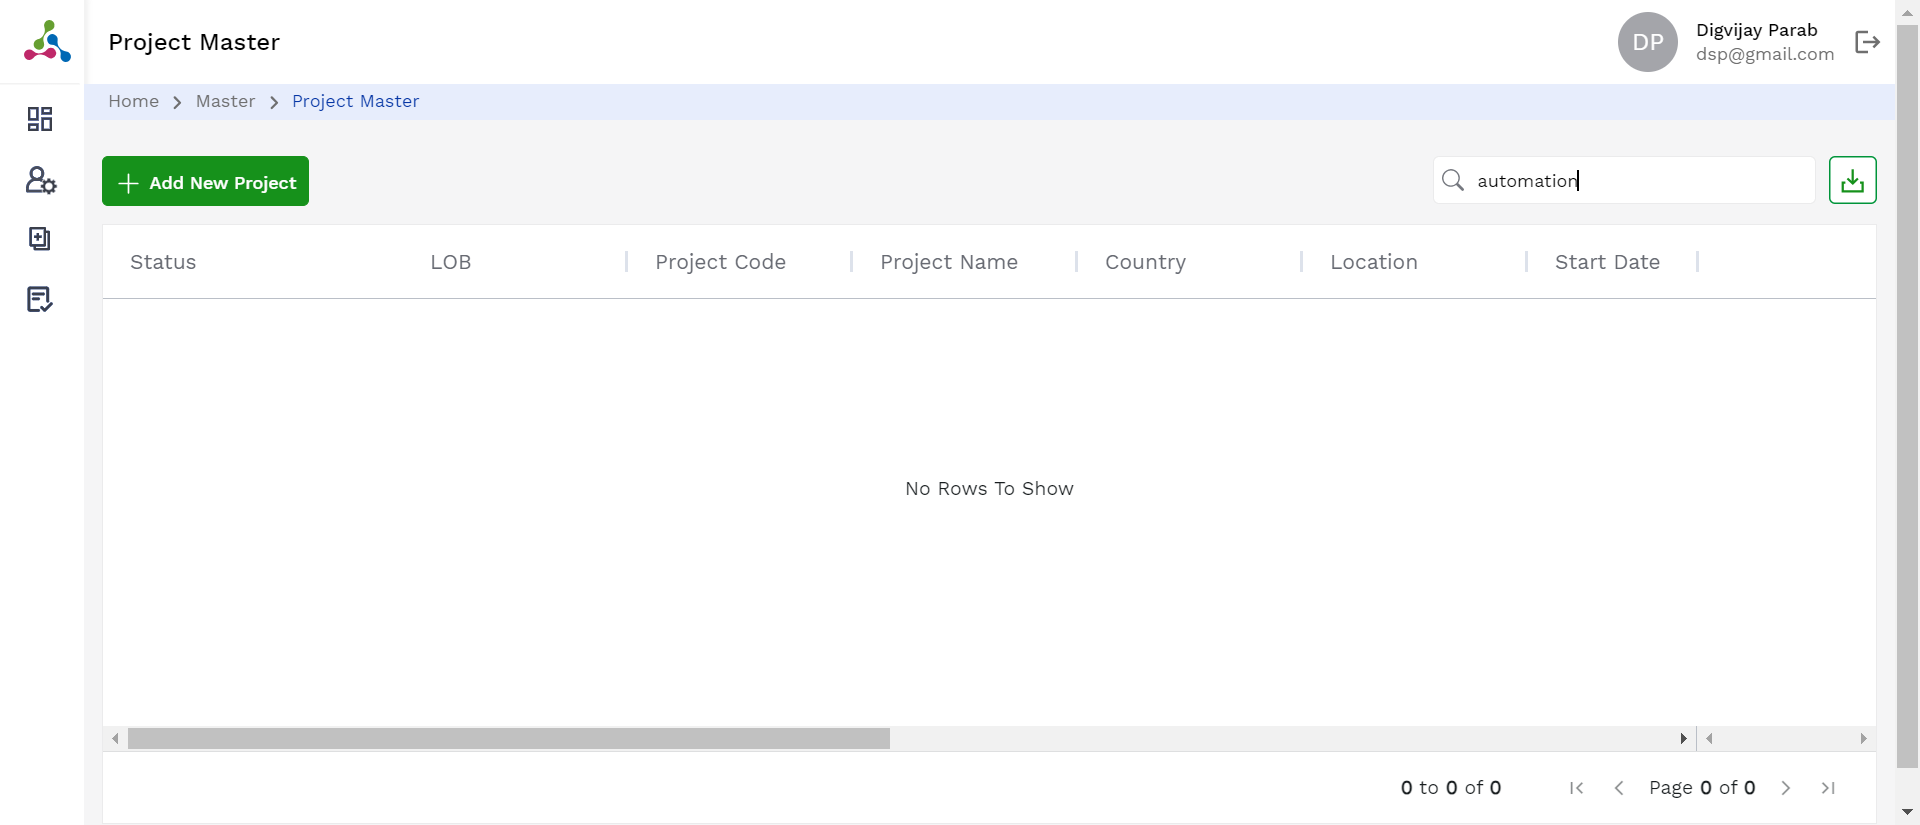 Project Master
DP
Digvijay Parab
dsp@gmail.com
Home Master Project Master
Add New Project
automation
Status LOB Project Code Project Name Country Location Start Date
No Rows To Show
0 to 0 of 0 Page 0 of 0